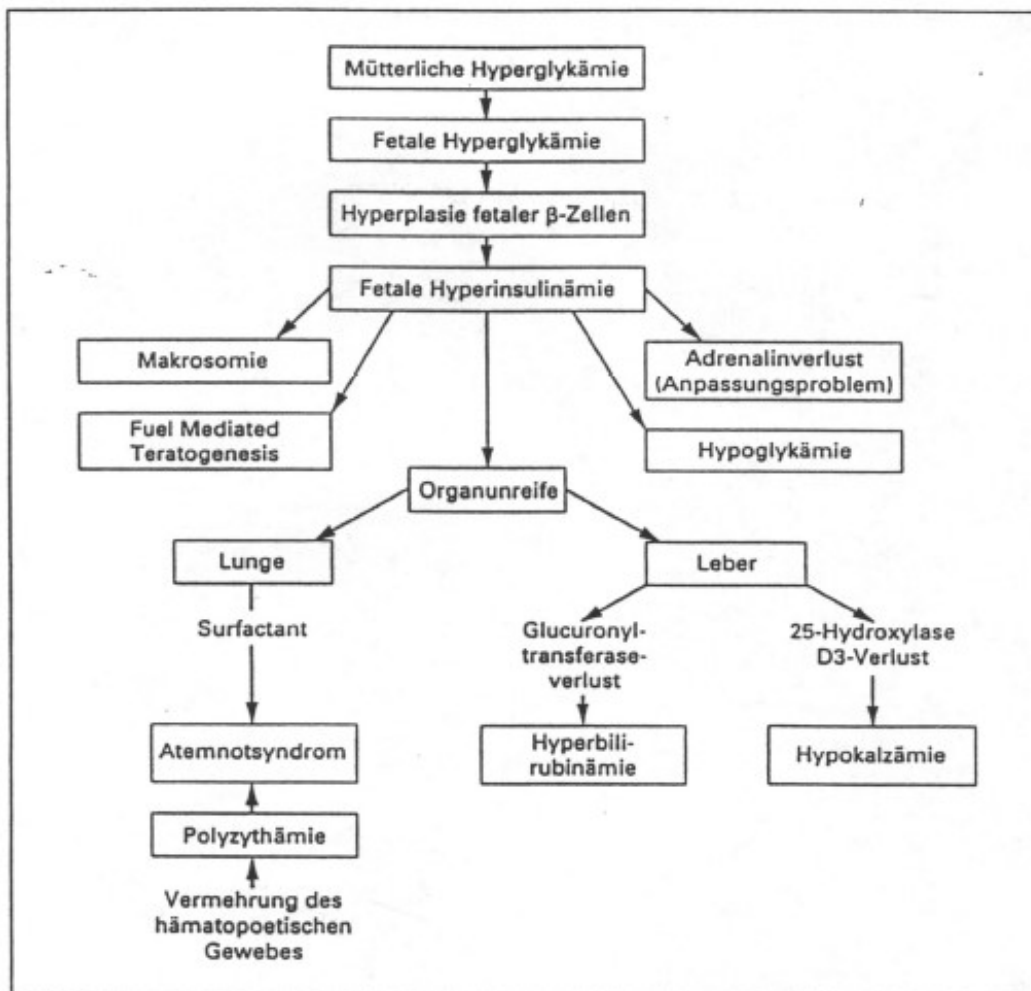 Mütterliche Hyperglykämie
Fetale Hyperglykämie
Hyperplasie fetaler β-Zellen
Fetale Hyperinsulinämie
Makrosomie
Adrenalinverlust
(Anpassungsproblem)
Fuel Mediated
Teratogenesis
Hypoglykämie
Organunreife
Lunge
Leber
Surfactant
Glucuronyl-
transferase-
verlust
25-Hydroxylase
D3-Verlust
Atemnotsyndrom
Hyperbili-
rubinämie
Hypokalzämie
Polyzythämie
Vermehrung des
hämatopoetischen
Gewebes